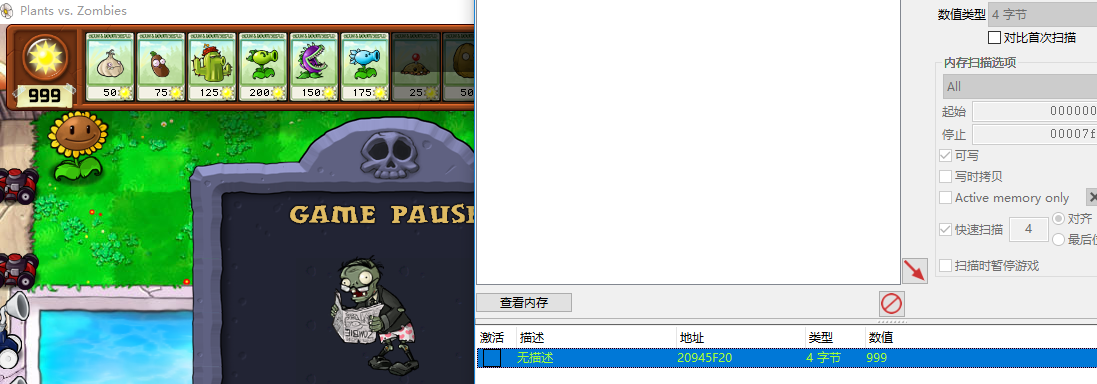 Plants vs. Zombies
999
50
75
125
200
150
175
25
50
GAME PAUSE
数值类型 4 字节
对比首次扫描
内存扫描选项
All
起始 000000
停止 00007f
可写
写时拷贝
Active memory only
快速扫描 4 对齐
最后位
扫描时暂停游戏
查看内存
激活 描述 地址 类型 数值
无描述 20945F20 4 字节 999